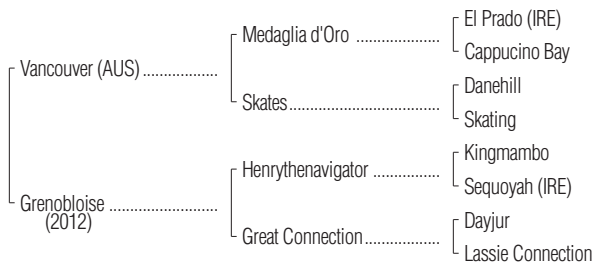 El Prado (IRE)
Medaglia d'Oro ....................
Cappucino Bay
Vancouver (AUS) ..................
Danehill
Skates....................................
Skating
Kingmambo
Henrythenavigator ................
Sequoyah (IRE)
Grenobloise ..........................
(2012)
Dayjur
Great Connection..................
Lassie Connection